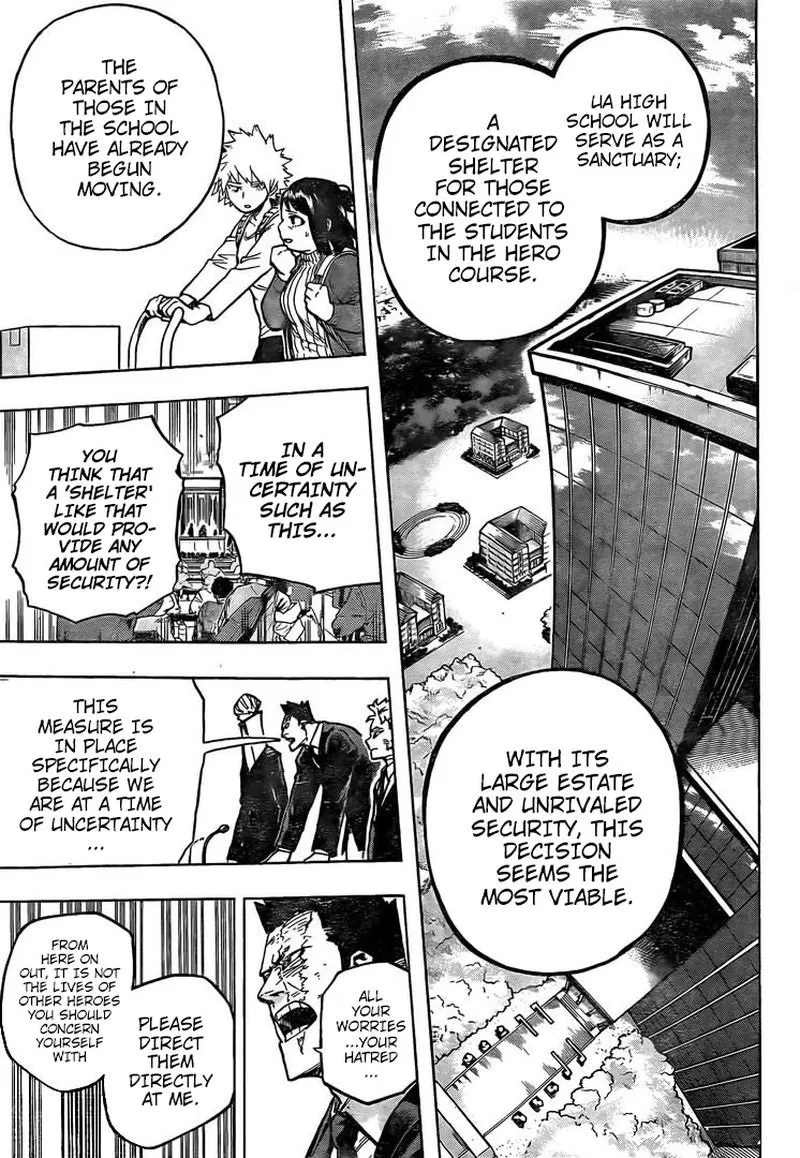 UA HIGH
SCHOOL WILL
SERVE AS A
SANCTUARY;
A
DESIGNATED
SHELTER
FOR THOSE
CONNECTED TO
THE STUDENTS
IN THE HERO
COURSE.
WITH ITS
LARGE ESTATE
AND UNRIVALED
SECURITY, THIS
DECISION
SEEMS THE
MOST VIABLE.
THE
PARENTS OF
THOSE IN
THE SCHOOL
HAVE ALREADY
BEGUN
MOVING.
IN A
TIME OF UN-
CERTAINTY
SUCH AS
THIS...
YOU
THINK THAT
A 'SHELTER'
LIKE THAT
WOULD PRO-
VIDE ANY
AMOUNT OF
SECURITY?!
THIS
MEASURE IS
IN PLACE
SPECIFICALLY
BECAUSE WE
ARE AT A TIME
OF UNCERTAINTY
...
ALL
YOUR
WORRIES
...YOUR
HATRED
...
PLEASE
DIRECT
THEM
DIRECTLY
AT ME.
FROM
HERE ON
OUT, IT IS NOT
THE LIVES OF
OTHER HEROES
YOU SHOULD
CONCERN
YOURSELF
WITH